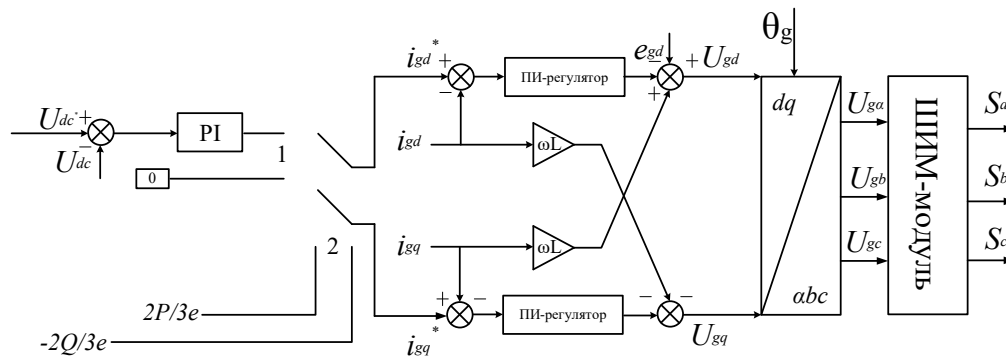 θg
igd* + −
ПИ-регулятор
egd − + + Ugd
dq
Udc* + −
Udc
PI
1
0
igd
ωL
Ugα
Sa
Ugb
Sb
ШИМ-модуль
igq
ωL
Ugc
Sc
2
+ −
ПИ-регулятор
− −
αbc
2P/3e
-2Q/3e
igq*
Ugq